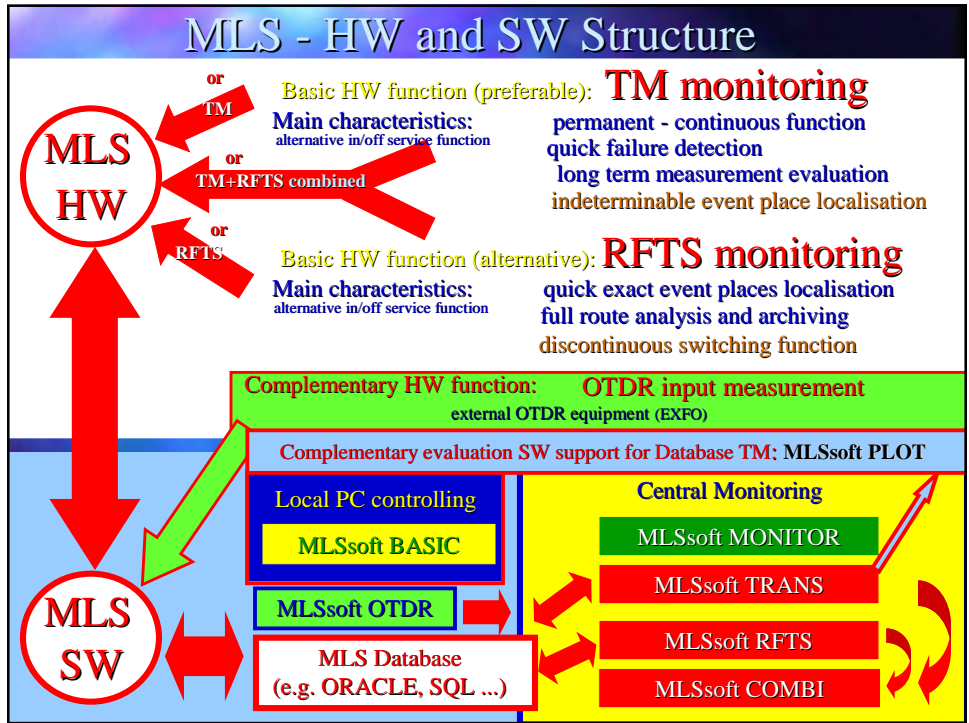 MLS - HW and SW Structure
or
TM
Basic HW function (preferable): TM monitoring
Main characteristics:
alternative in/off service function
permanent - continuous function
quick failure detection
long term measurement evaluation
indeterminable event place localisation
MLS
HW
or
TM+RFTS combined
or
RFTS
Basic HW function (alternative): RFTS monitoring
Main characteristics:
alternative in/off service function
quick exact event places localisation
full route analysis and archiving
discontinuous switching function
Complementary HW function: OTDR input measurement
external OTDR equipment (EXFO)
Complementary evaluation SW support for Database TM: MLSsoft PLOT
Local PC controlling
MLSsoft BASIC
Central Monitoring
MLSsoft MONITOR
MLSsoft TRANS
MLSsoft RFTS
MLSsoft COMBI
MLSsoft OTDR
MLS Database
(e.g. ORACLE, SQL ...)
MLS
SW